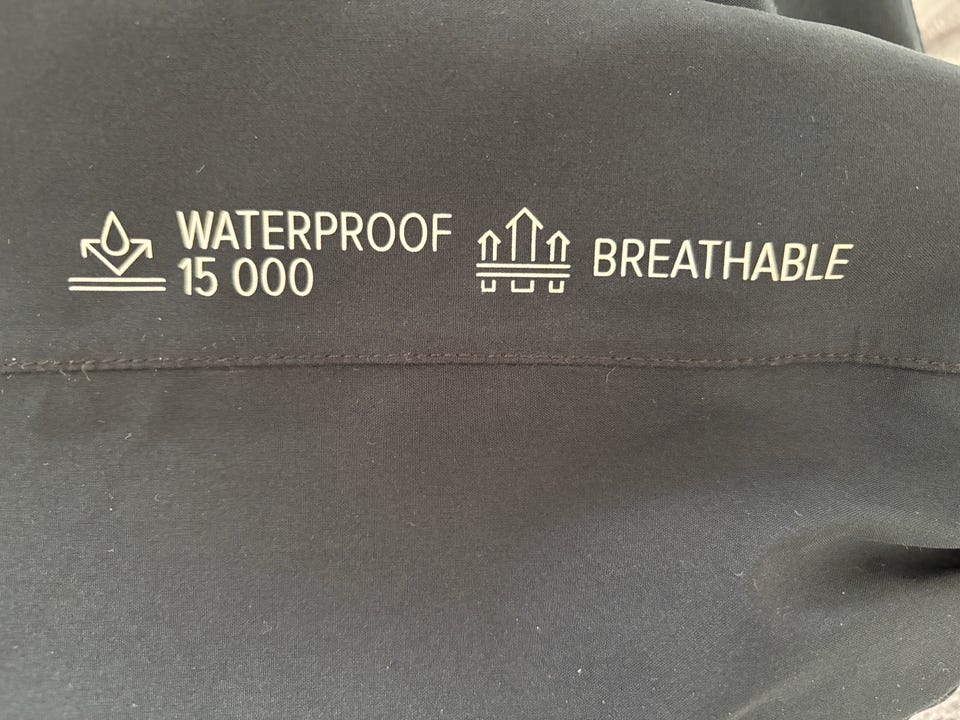 WATERPROOF
15 000
BREATHABLE